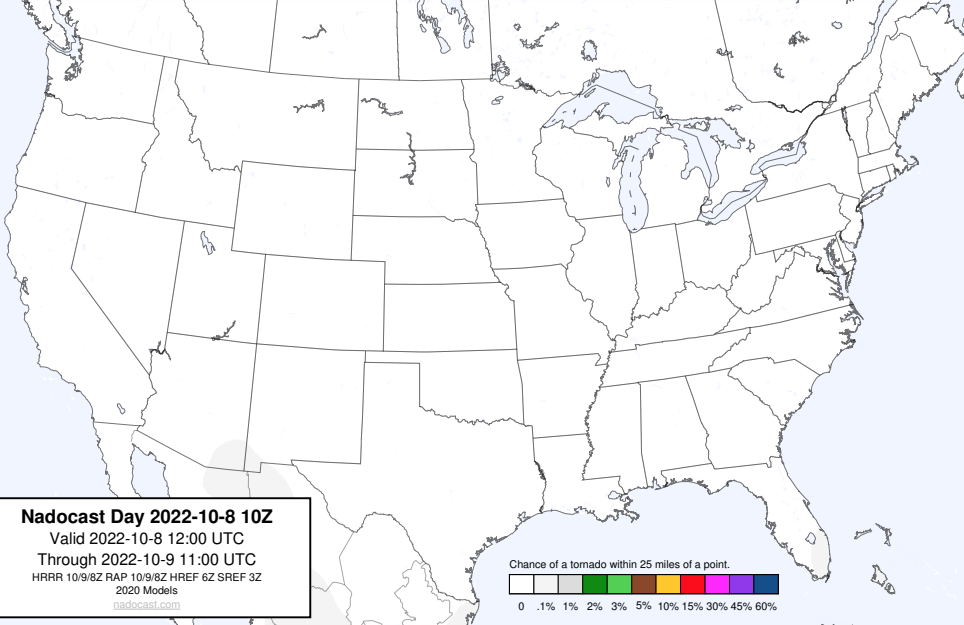 Nadocast Day 2022-10-8 10Z
Valid 2022-10-8 12:00 UTC
Through 2022-10-9 11:00 UTC
HRRR 10/9/8Z RAP 10/9/8Z HREF 6Z SREF 3Z
2020 Models
nadocast.com
Chance of a tornado within 25 miles of a point.
0 .1% 1% 2% 3% 5% 10% 15% 30% 45% 60%